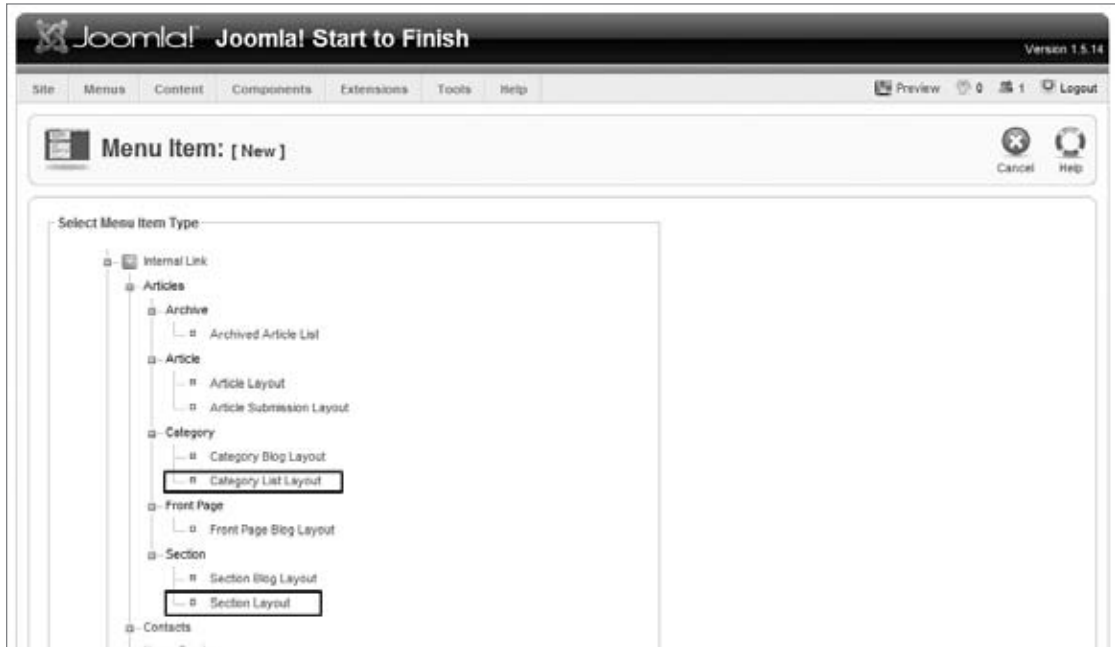 Joomla! Joomla! Start to Finish
Version 1.5.14
Site Menus Content Components Extensions Tools Help Preview 0 1 Logout
Menu Item: [ New ]
Cancel Help
Select Menu Item Type
Internal Link
Articles
Archive
Archived Article List
Article
Article Layout
Article Submission Layout
Category
Category Blog Layout
Category List Layout
Front Page
Front Page Blog Layout
Section
Section Blog Layout
Section Layout
Contacts